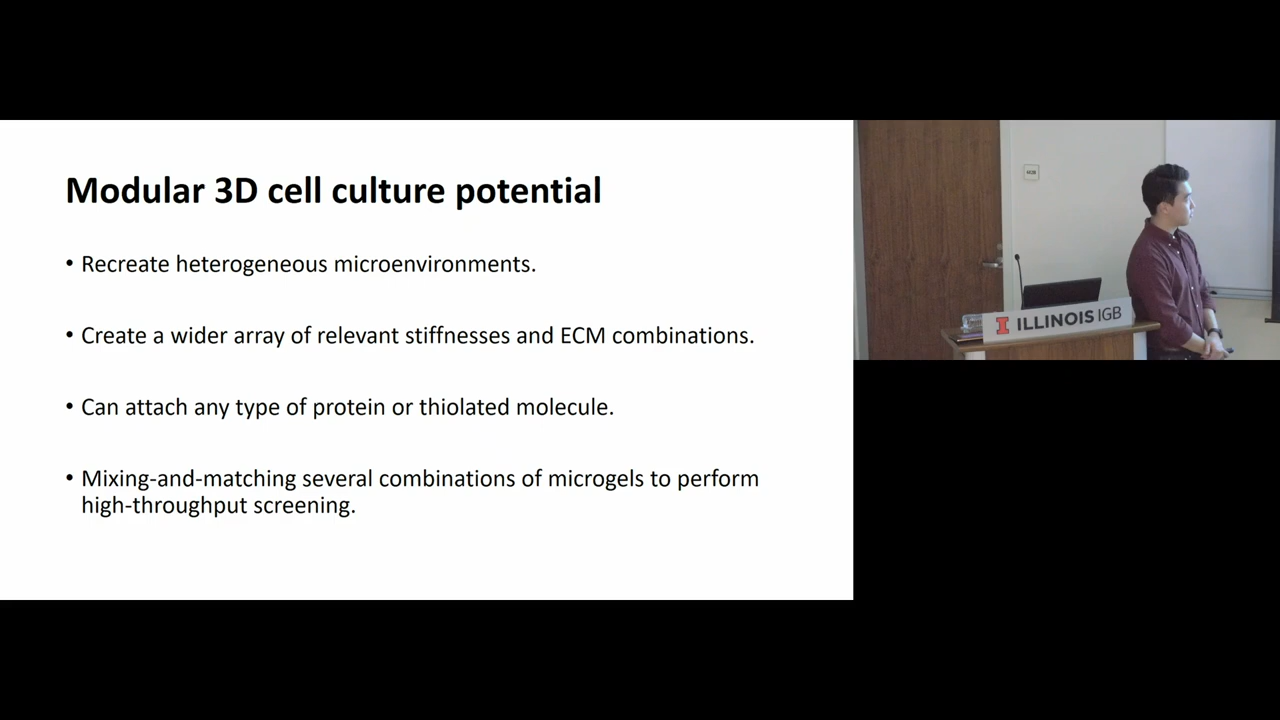 Modular 3D cell culture potential
• Recreate heterogeneous microenvironments.
• Create a wider array of relevant stiffnesses and ECM combinations.
• Can attach any type of protein or thiolated molecule.
• Mixing-and-matching several combinations of microgels to perform
high-throughput screening.
I ILLINOIS IGB